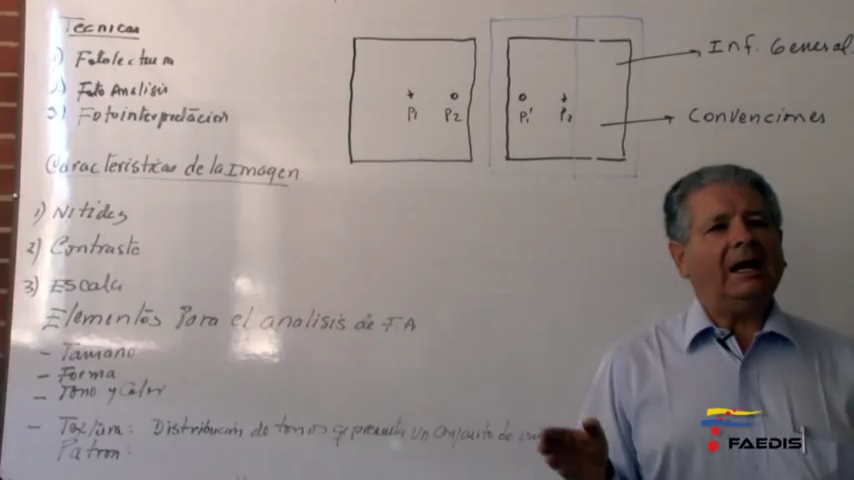 Tecnicas
1) Fotolectura
2) Foto Analisis
3) Fotointerpretacion
Caracteristicas de la Imagen
1) Nitidez
2) Contraste
3) Escala
Elementos Para el analisis de F.A
- Tamaño
- Forma
- Tono y Color
- Textura: Distribución de tonos q presenta un conjunto de
Patron:
P1 P2
P1' P2
Inf. General
Convenciones
FAEDIS